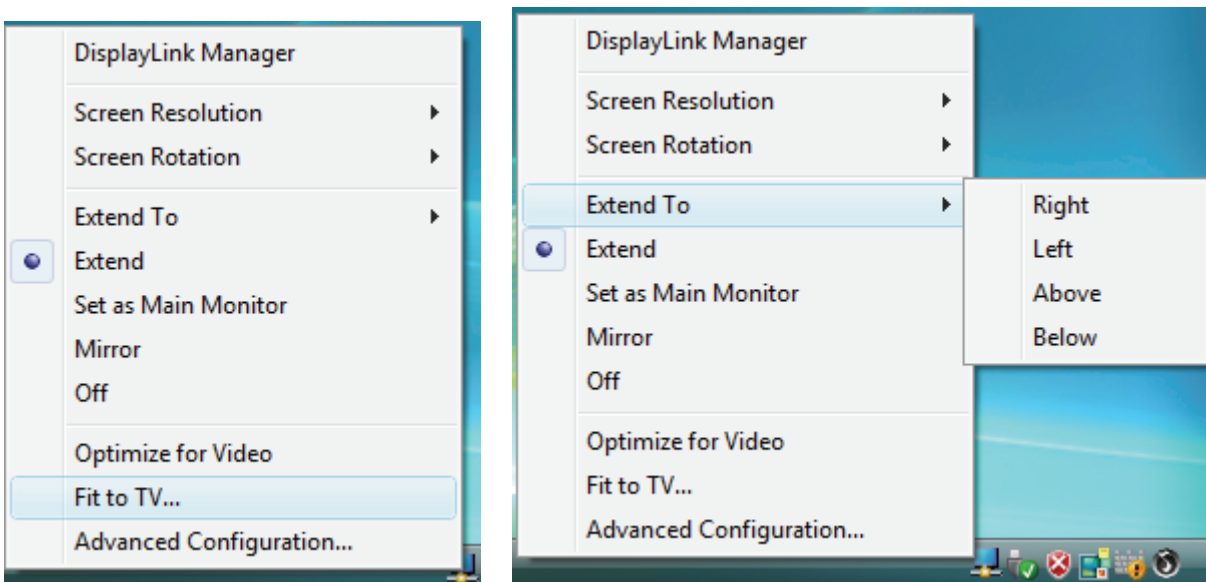 DisplayLink Manager
Screen Resolution
Screen Rotation
Extend To
Extend
Set as Main Monitor
Mirror
Off
Optimize for Video
Fit to TV...
Advanced Configuration...
DisplayLink Manager
Screen Resolution
Screen Rotation
Extend To
Extend
Set as Main Monitor
Mirror
Off
Optimize for Video
Fit to TV...
Advanced Configuration...
Right
Left
Above
Below